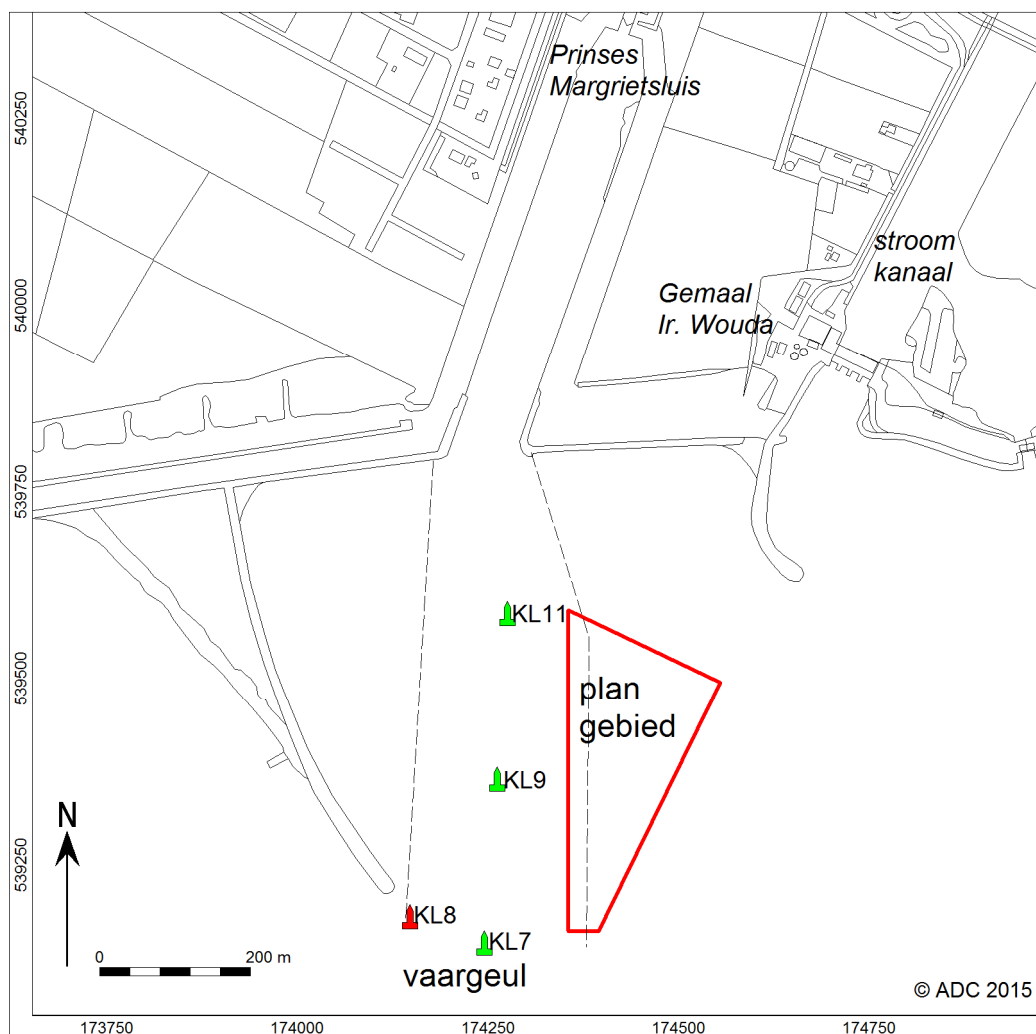 Prinses
Margrietsluis
540250
stroom
kanaal
Gemaal
Ir. Wouda
540000
539750
KL11
539500
plan
gebied
KL9
N
539250
KL8
KL7
0 200 m
vaargeul
© ADC 2015
173750 174000 174250 174500 174750